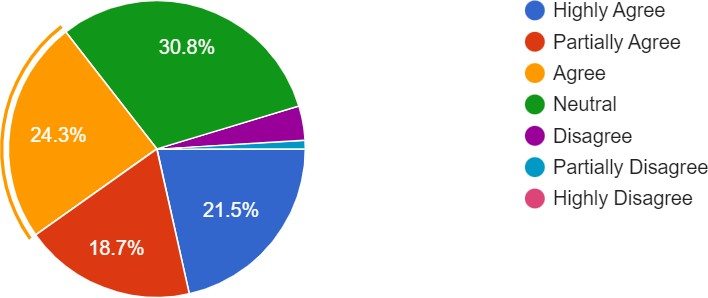 30.8%
24.3%
21.5%
18.7%
Highly Agree
Partially Agree
Agree
Neutral
Disagree
Partially Disagree
Highly Disagree